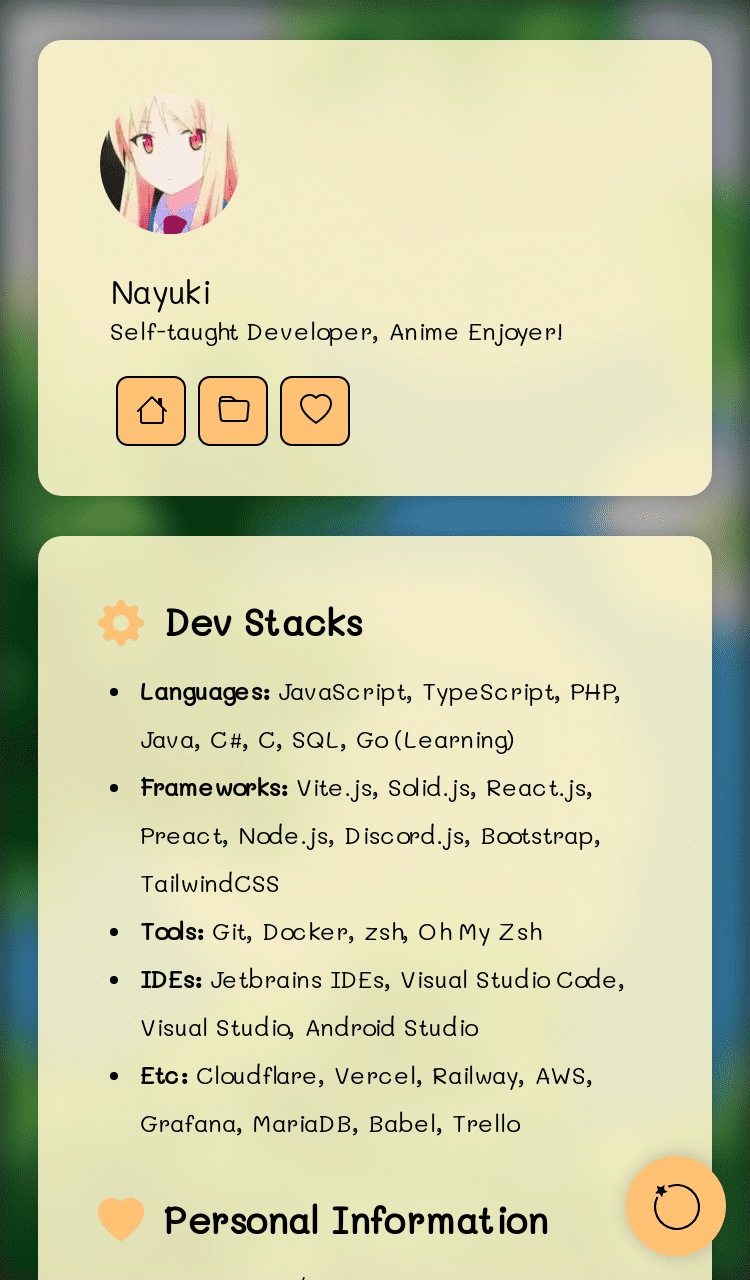 Nayuki
Self-taught Developer, Anime Enjoyer!
Dev Stacks
Languages: JavaScript, TypeScript, PHP,
Java, C#, C, SQL, Go (Learning)
Frameworks: Vite.js, Solid.js, React.js,
Preact, Node.js, Discord.js, Bootstrap,
TailwindCSS
Tools: Git, Docker, zsh, Oh My Zsh
IDEs: Jetbrains IDEs, Visual Studio Code,
Visual Studio, Android Studio
Etc: Cloudflare, Vercel, Railway, AWS,
Grafana, MariaDB, Babel, Trello
Personal Information